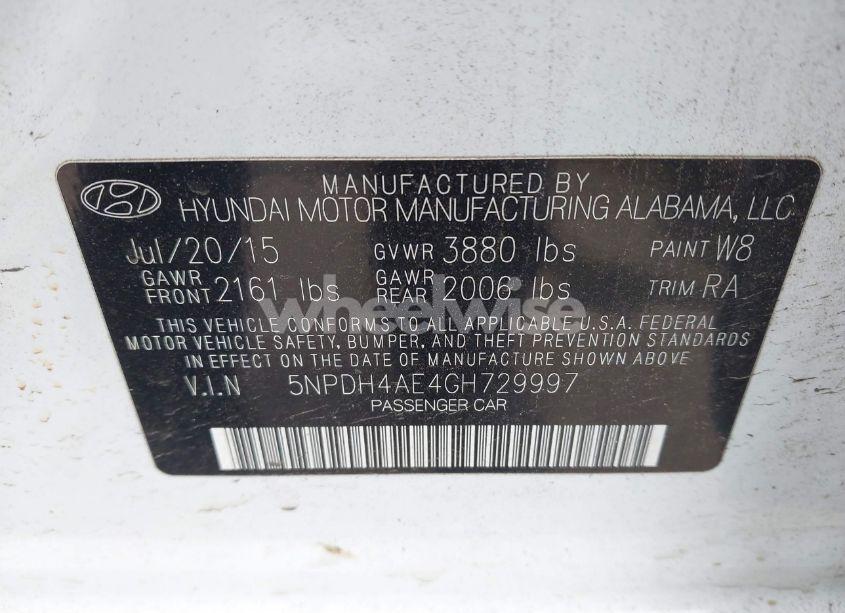 MANUFACTURED BY
HYUNDAI MOTOR MANUFACTURING ALABAMA, LLC
Jul/20/15 GVWR 3880 lbs PAINT W8
GAWR FRONT 2161 lbs GAWR REAR 2006 lbs TRIM RA
wheelwise
THIS VEHICLE CONFORMS TO ALL APPLICABLE U.S.A. FEDERAL
MOTOR VEHICLE SAFETY, BUMPER, AND THEFT PREVENTION STANDARDS
IN EFFECT ON THE DATE OF MANUFACTURE SHOWN ABOVE
V.I.N 5NPDH4AE4GH729997
PASSENGER CAR